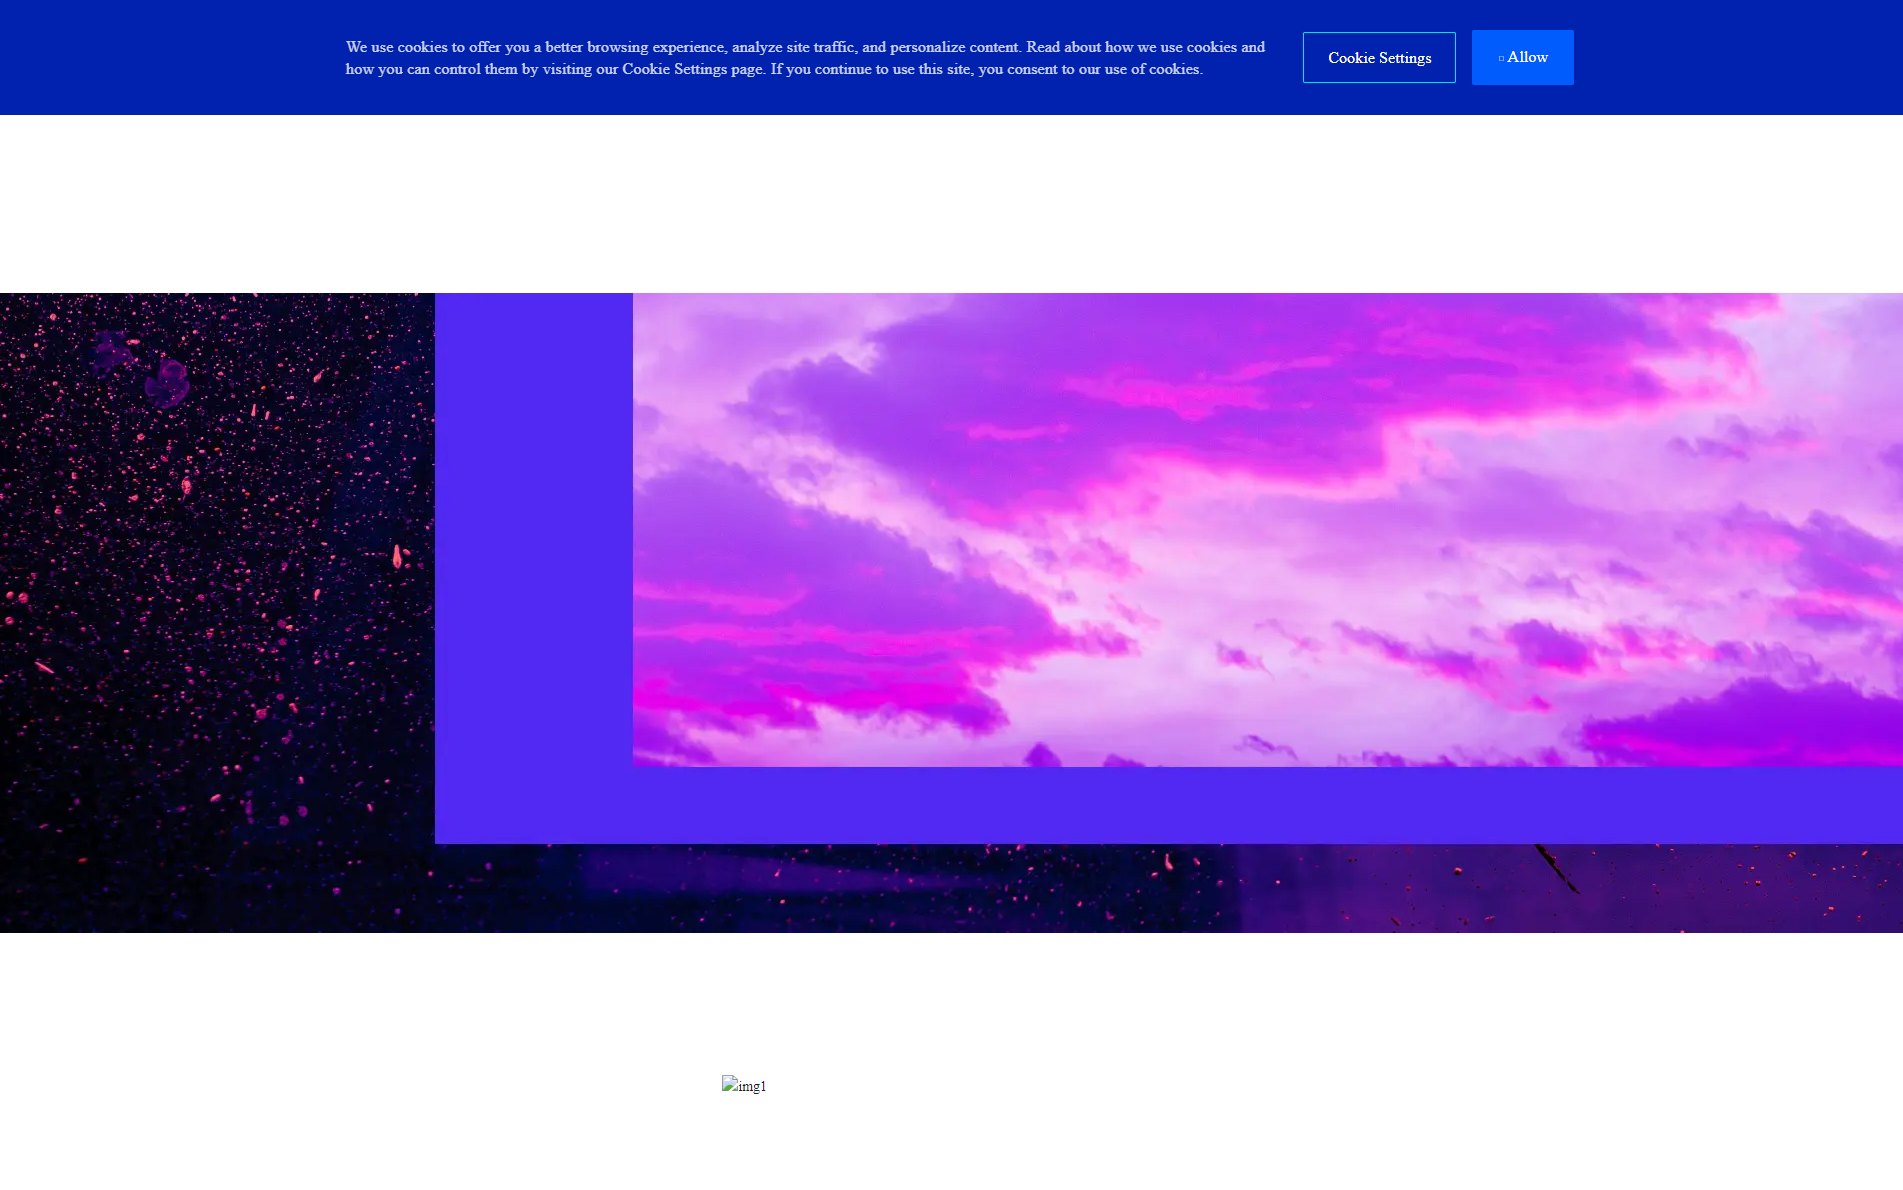 We use cookies to offer you a better browsing experience, analyze site traffic, and personalize content. Read about how we use cookies and
how you can control them by visiting our Cookie Settings page. If you continue to use this site, you consent to our use of cookies.
Cookie Settings
Allow
img1